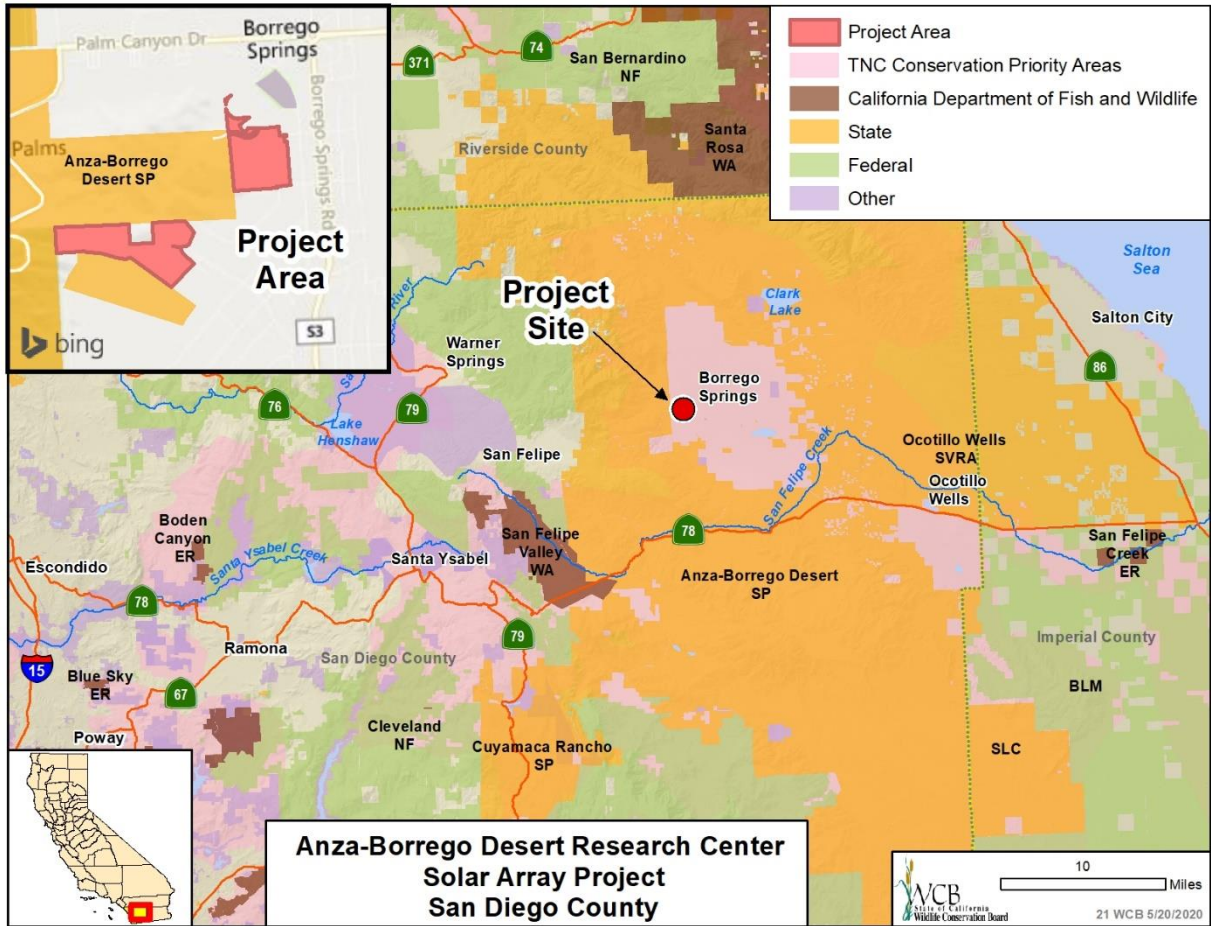 Palm Canyon Dr
Borrego
Springs
Borrego Springs Rd
Palms
Anza-Borrego
Desert SP
Project
Area
S3
bing
Project Area
TNC Conservation Priority Areas
California Department of Fish and Wildlife
State
Federal
Other
371
74
San Bernardino
NF
Santa
Rosa
WA
Riverside County
Salton
Sea
Salton City
86
Project
Site
Clark
Lake
Borrego
Springs
River
Warner
Springs
76
79
Lake
Henshaw
San Felipe
Ocotillo Wells
SVRA
Ocotillo
Wells
San Felipe Creek
78
San Felipe
Valley
WA
San Felipe
Creek
ER
Boden
Canyon
ER
Santa Ysabel Creek
Santa Ysabel
Escondido
78
Anza-Borrego Desert
SP
Imperial County
BLM
79
Ramona
San Diego County
15
Blue Sky
ER
67
Poway
Cleveland
NF
Cuyamaca Rancho
SP
SLC
Anza-Borrego Desert Research Center
Solar Array Project
San Diego County
WCB
State of California
Wildlife Conservation Board
10
Miles
21 WCB 5/20/2020